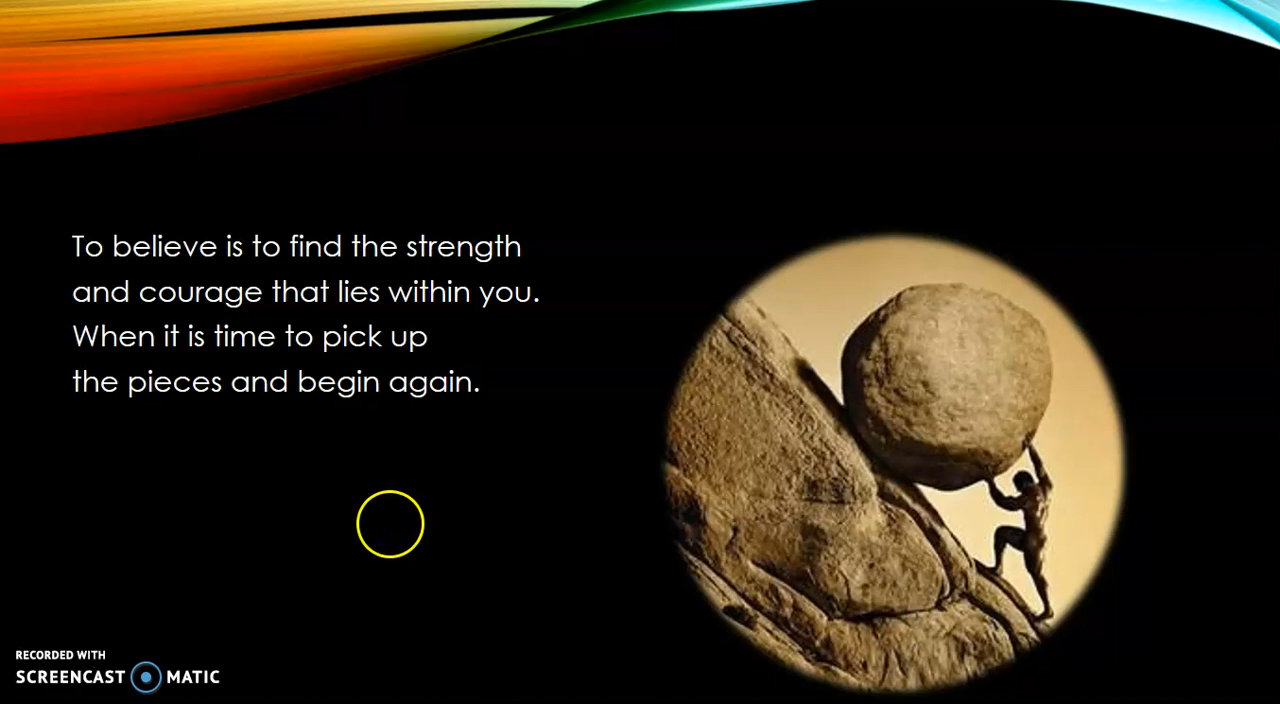 To believe is to find the strength
and courage that lies within you.
When it is time to pick up
the pieces and begin again.
RECORDED WITH
SCREENCAST MATIC